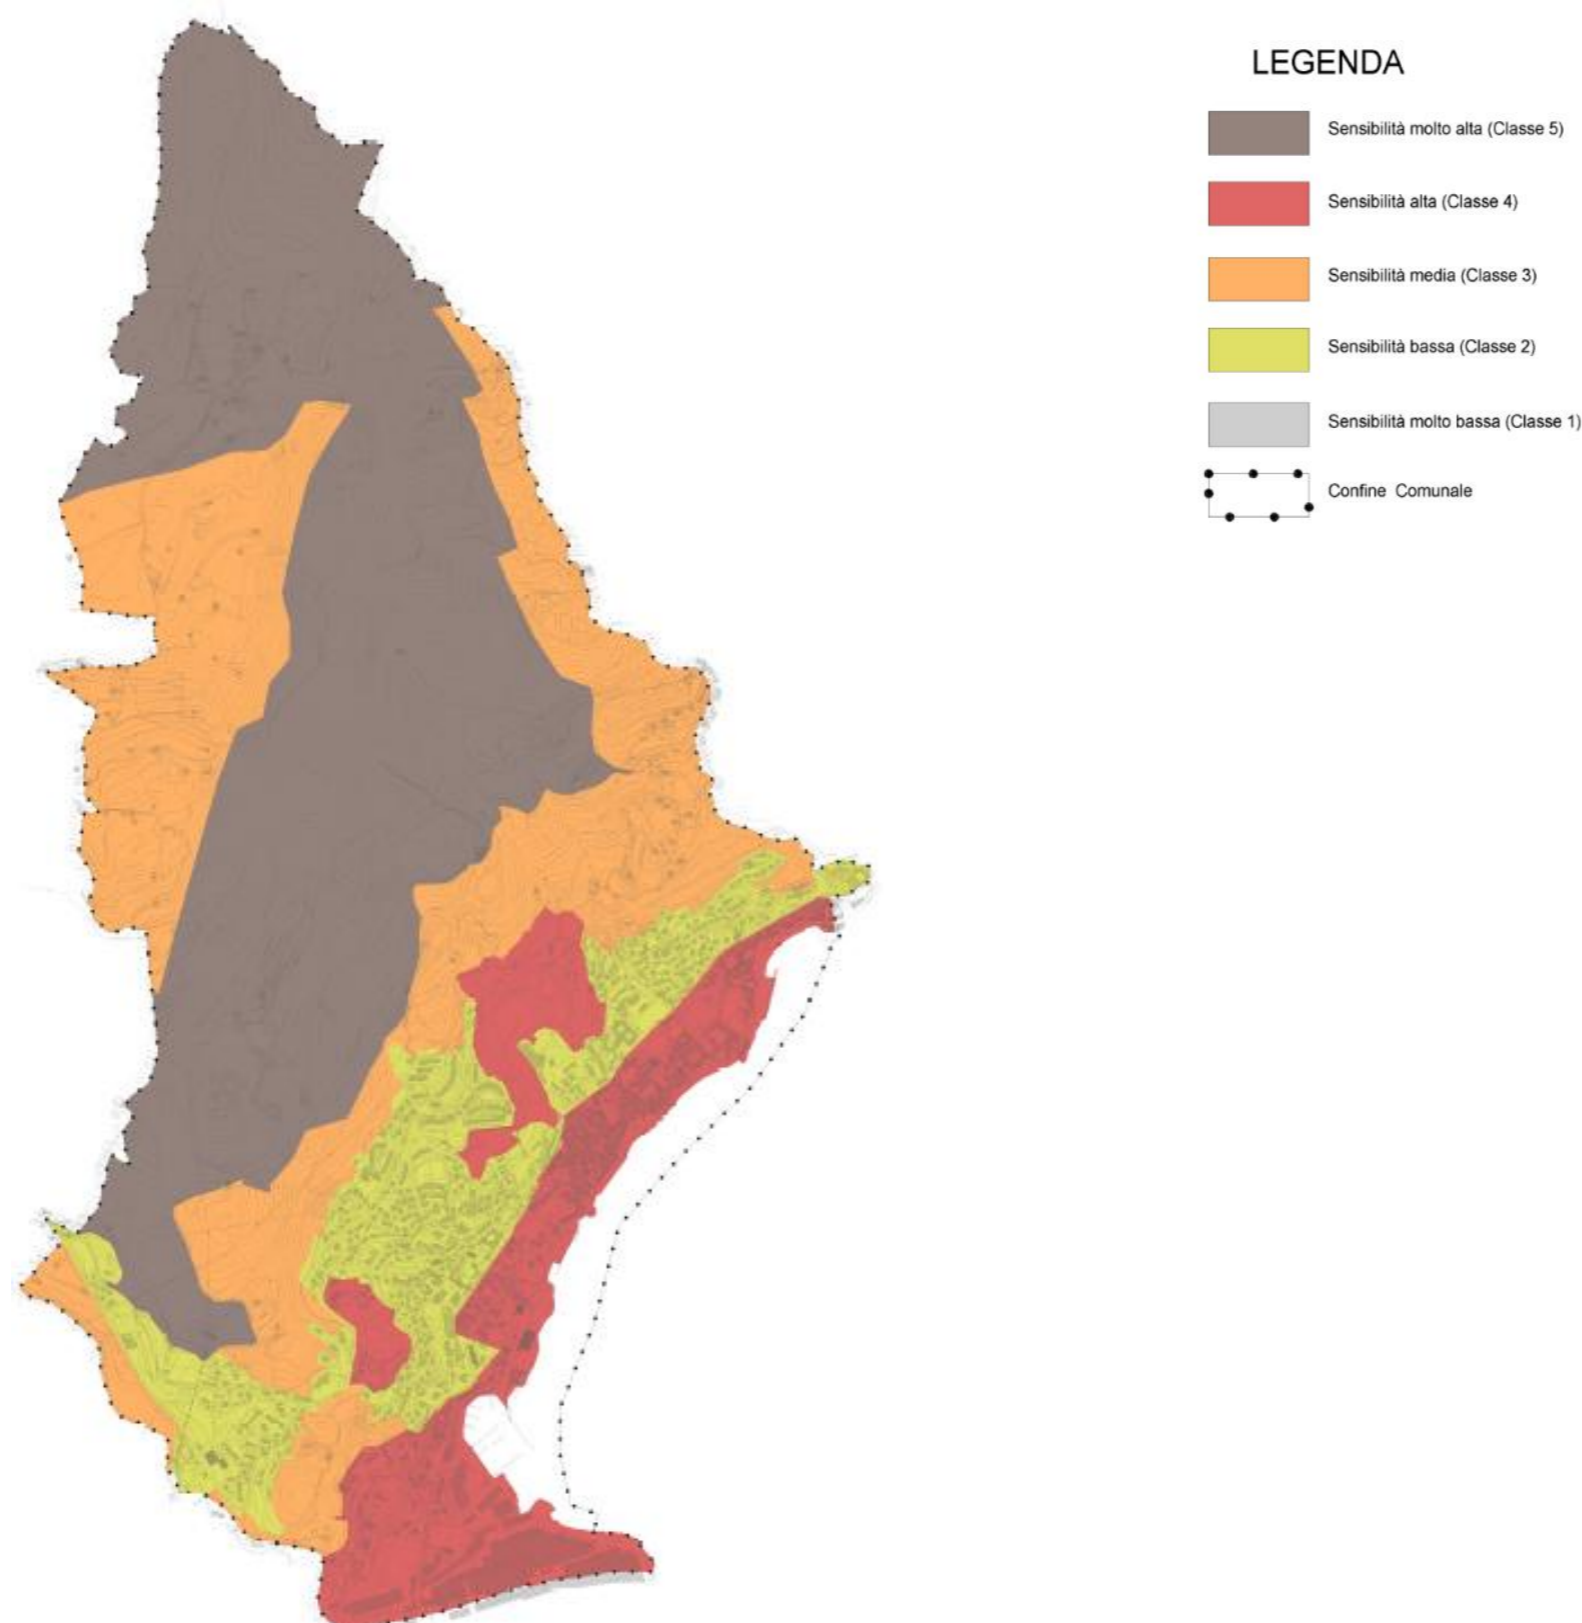 LEGENDA
Sensibilità molto alta (Classe 5)
Sensibilità alta (Classe 4)
Sensibilità media (Classe 3)
Sensibilità bassa (Classe 2)
Sensibilità molto bassa (Classe 1)
Confine Comunale